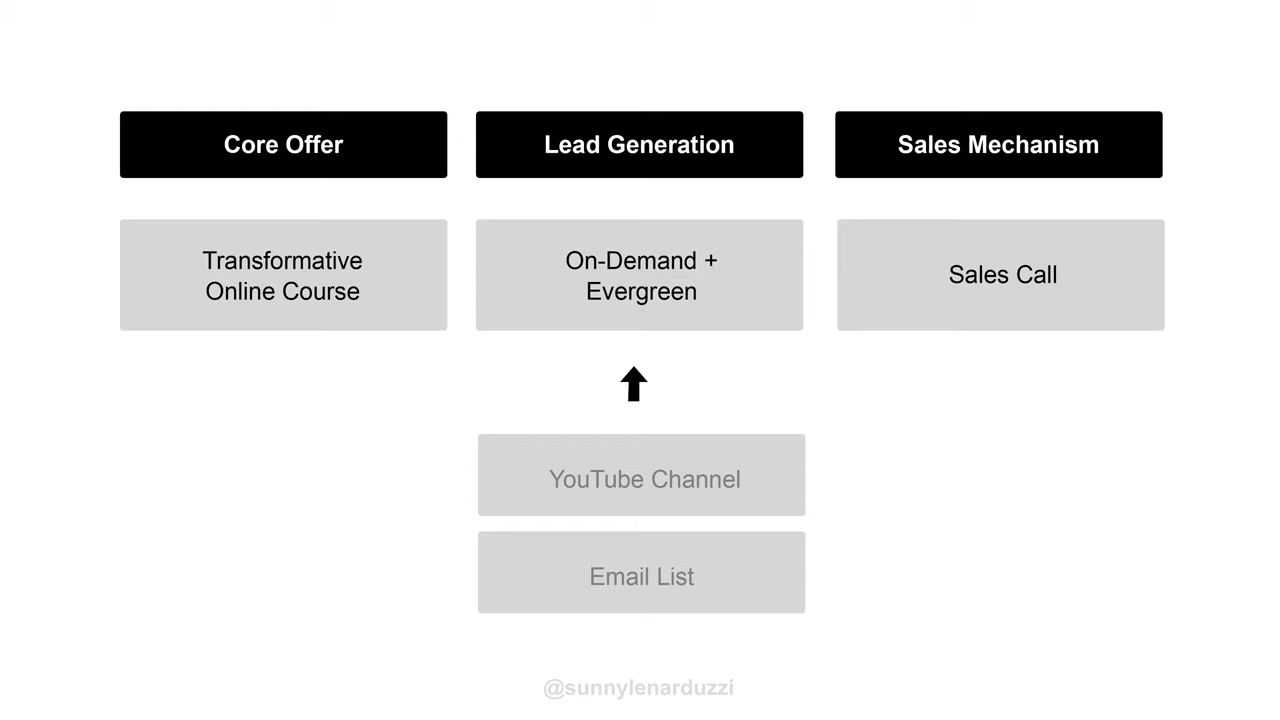 Core Offer
Lead Generation
Sales Mechanism
Transformative
Online Course
On-Demand +
Evergreen
Sales Call
YouTube Channel
Email List
@sunnylenarduzzi